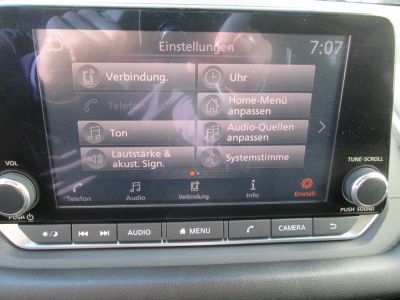 Einstellungen 7:07
Verbindung. Uhr
Telefon Home-Menü
anpassen
Ton Audio-Quellen
anpassen
Lautstärke &
akust. Sign. Systemstimme
VOL TUNE·SCROLL
Telefon Audio Verbindung Info Einstell.
PUSH PUSH SOUND
AUDIO MENU CAMERA